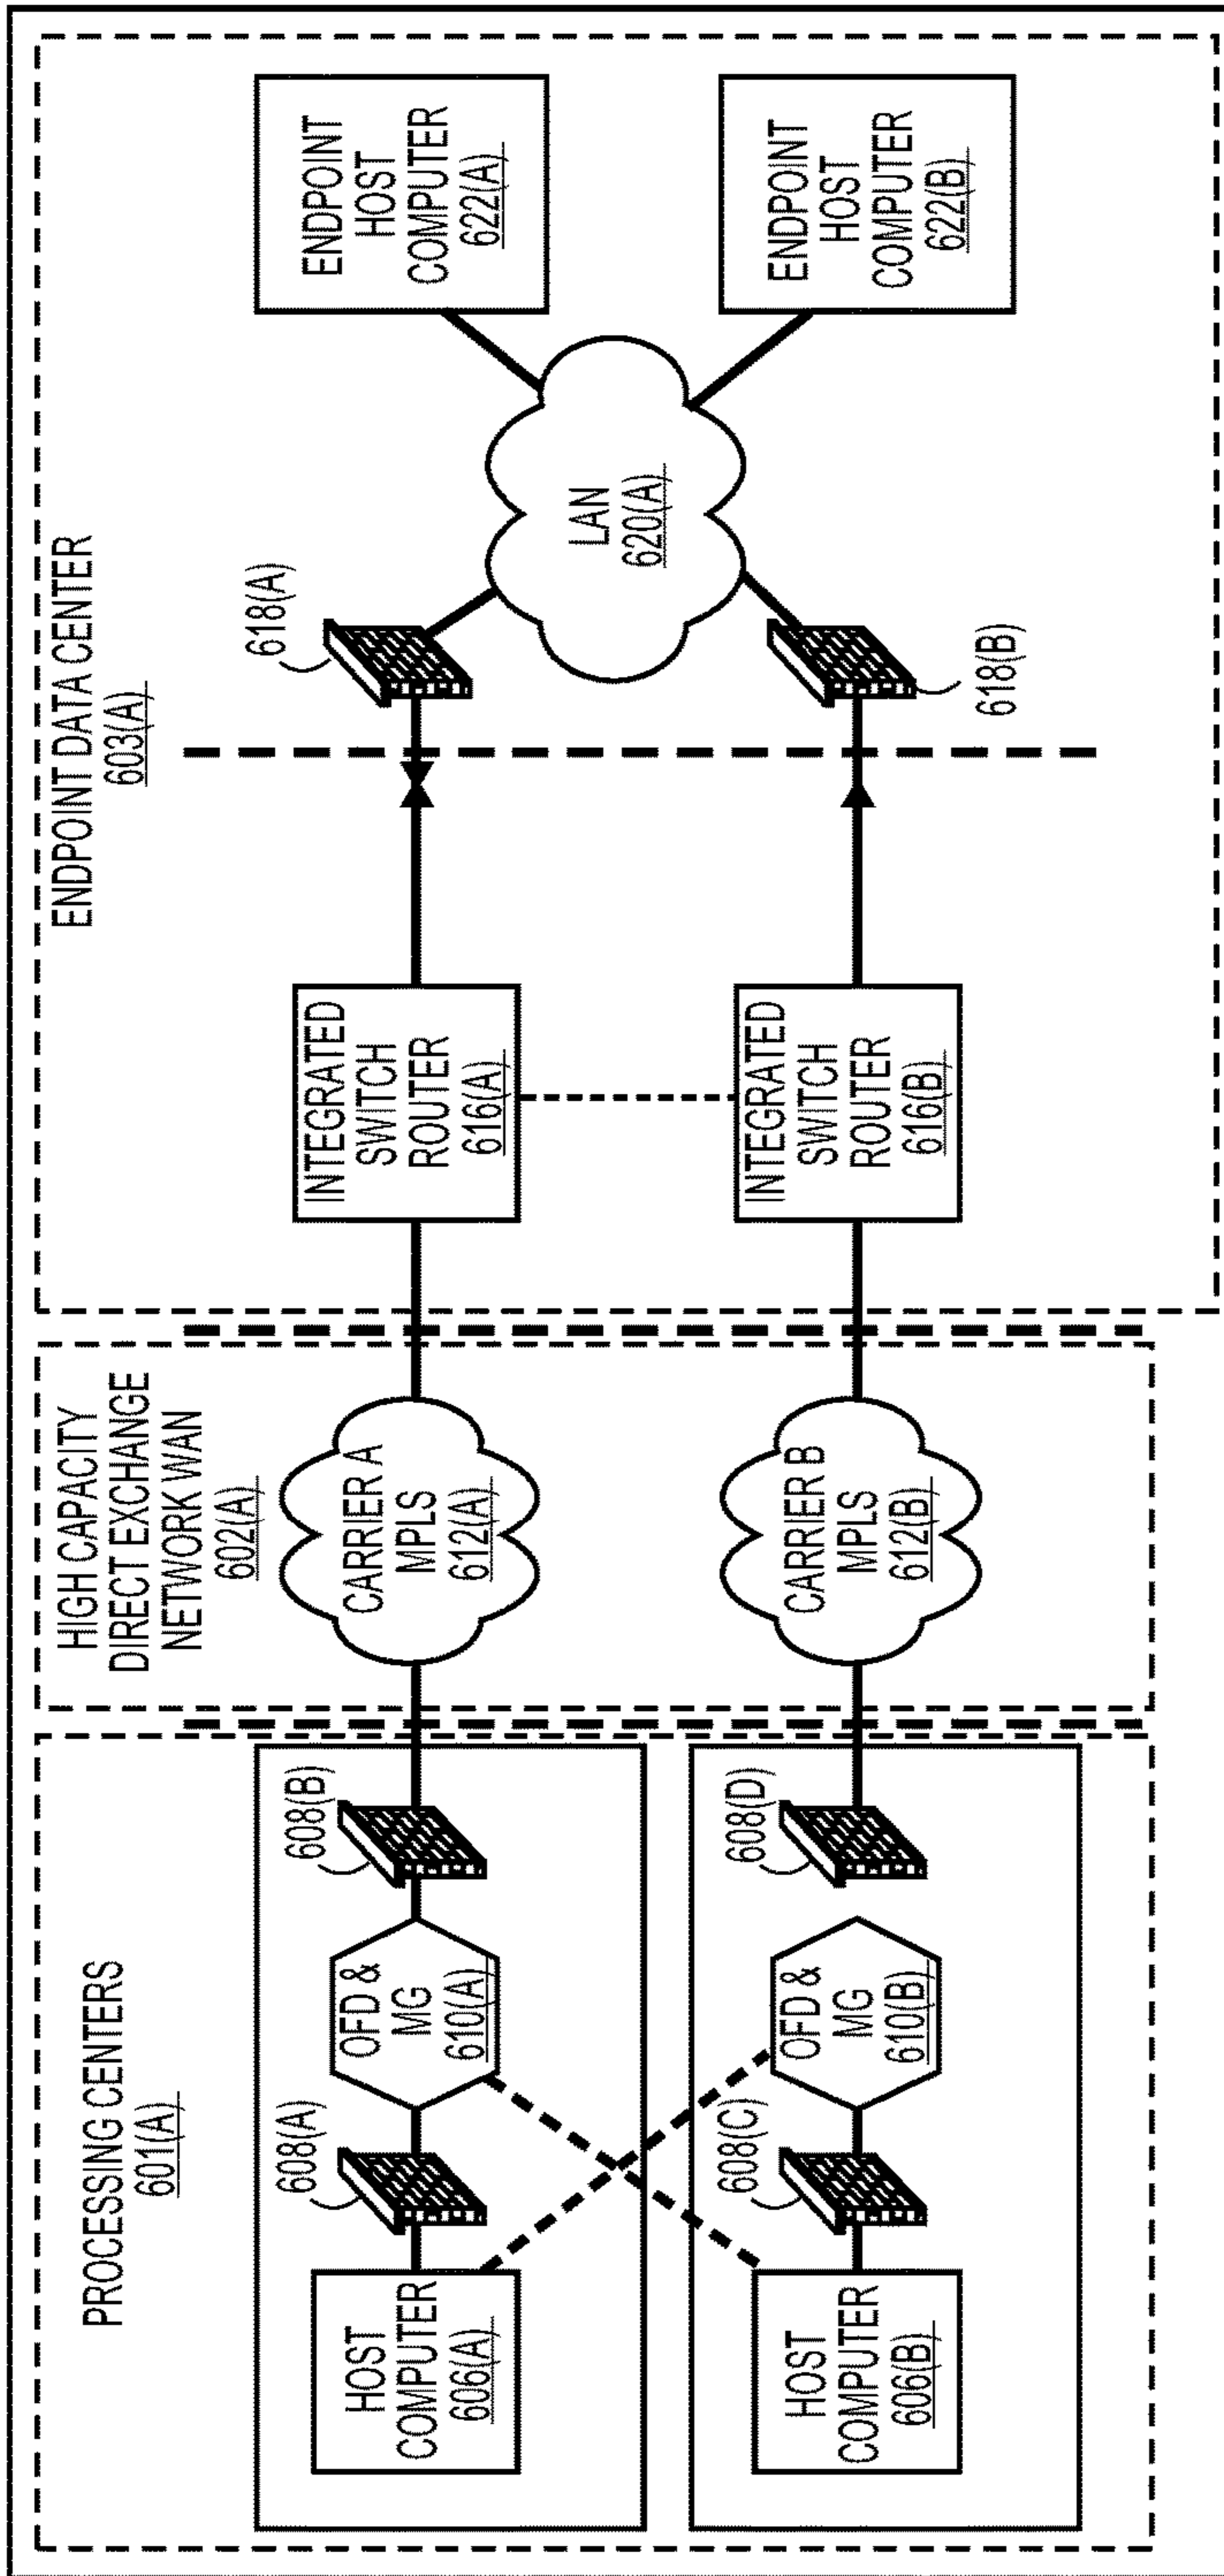 PROCESSING CENTERS
601(A)
HOST
COMPUTER
606(A)
608(A)
OFD &
MG
610(A)
608(B)
HOST
COMPUTER
606(B)
608(C)
OFD &
MG
610(B)
608(D)
HIGH CAPACITY
DIRECT EXCHANGE
NETWORK WAN
602(A)
CARRIER A
MPLS
612(A)
CARRIER B
MPLS
612(B)
ENDPOINT DATA CENTER
603(A)
INTEGRATED
SWITCH
ROUTER
616(A)
INTEGRATED
SWITCH
ROUTER
616(B)
618(A)
618(B)
LAN
620(A)
ENDPOINT
HOST
COMPUTER
622(A)
ENDPOINT
HOST
COMPUTER
622(B)